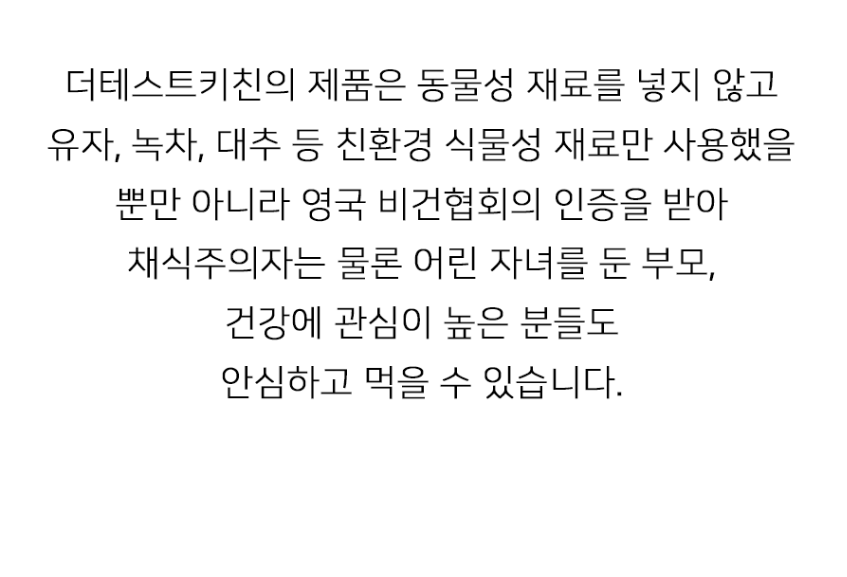 더테스트키친의 제품은 동물성 재료를 넣지 않고
유자, 녹차, 대추 등 친환경 식물성 재료만 사용했을
뿐만 아니라 영국 비건협회의 인증을 받아
채식주의자는 물론 어린 자녀를 둔 부모,
건강에 관심이 높은 분들도
안심하고 먹을 수 있습니다.